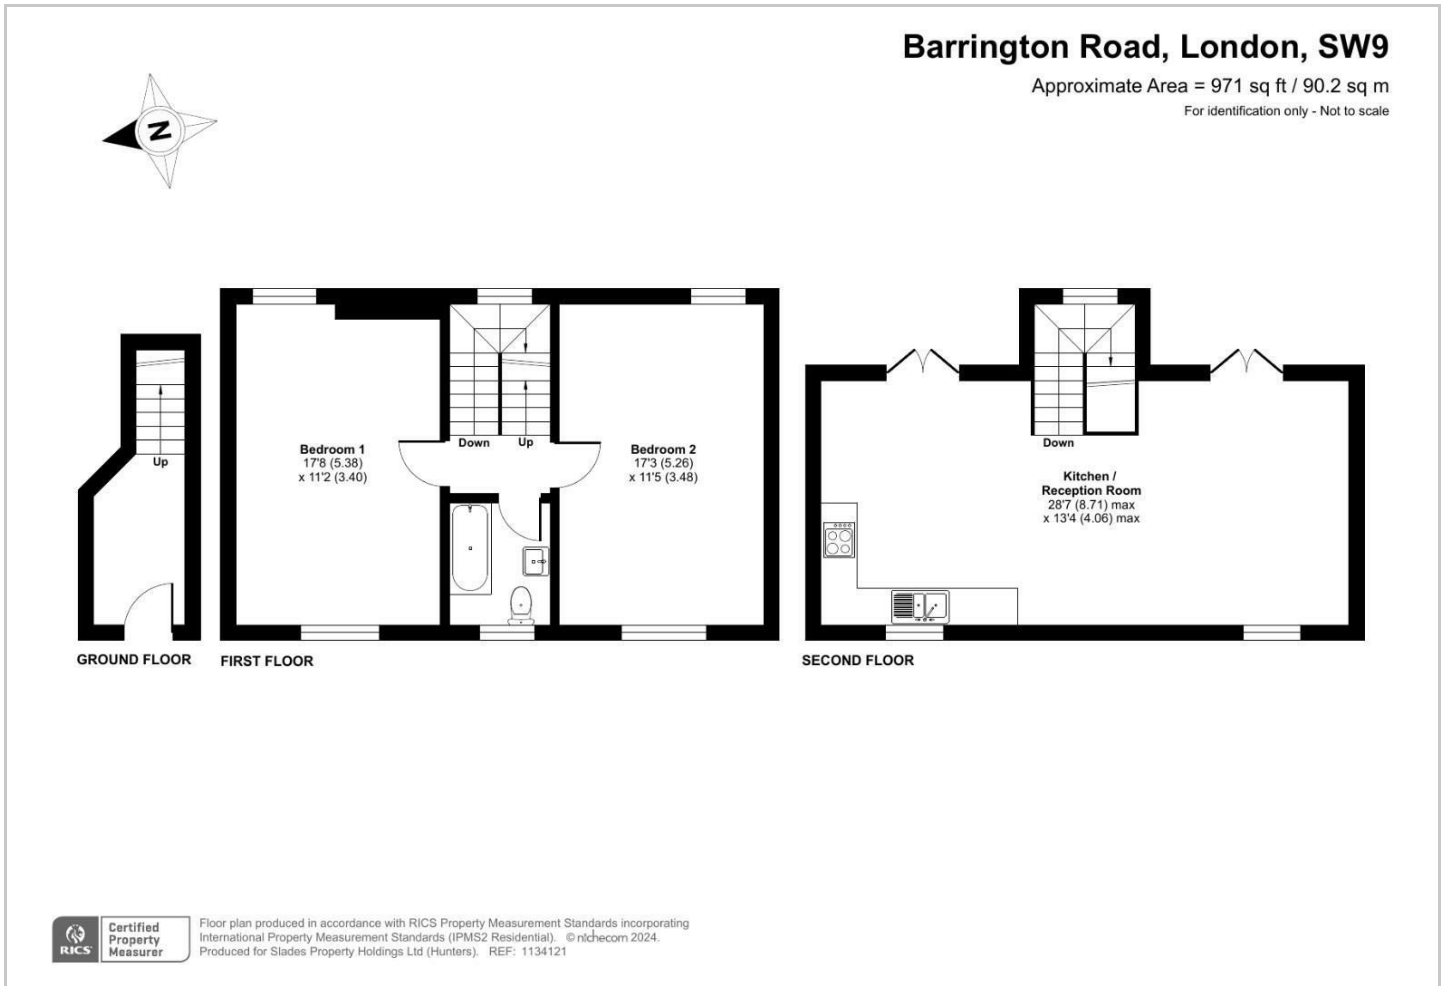 Barrington Road, London, SW9
Approximate Area = 971 sq ft / 90.2 sq m
For identification only - Not to scale
N
Bedroom 1
17'8 (5.38)
x 11'2 (3.40)
Down
Up
Bedroom 2
17'3 (5.26)
x 11'5 (3.48)
Up
Down
Kitchen /
Reception Room
28'7 (8.71) max
x 13'4 (4.06) max
GROUND FLOOR
FIRST FLOOR
SECOND FLOOR
RICS
Certified
Property
Measurer
Floor plan produced in accordance with RICS Property Measurement Standards incorporating
International Property Measurement Standards (IPMS2 Residential). © nichecom 2024.
Produced for Slades Property Holdings Ltd (Hunters). REF: 1134121